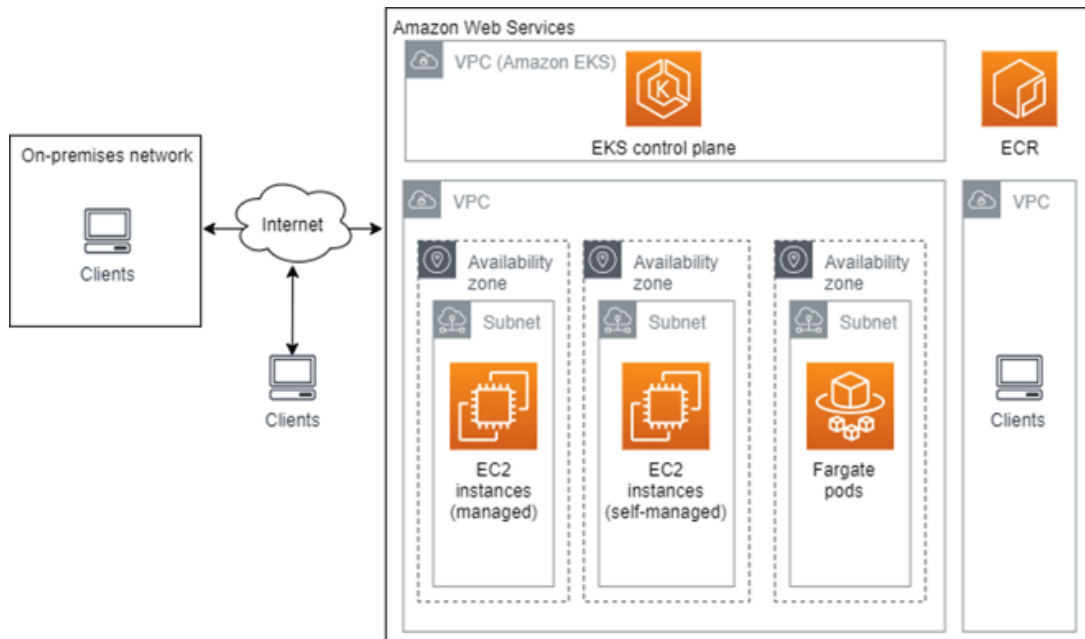 Amazon Web Services
VPC (Amazon EKS)
K
EKS control plane
ECR
On-premises network
Clients
Internet
Clients
VPC
Availability
zone
Subnet
EC2
instances
(managed)
Availability
zone
Subnet
EC2
instances
(self-managed)
Availability
zone
Subnet
Fargate
pods
VPC
Clients